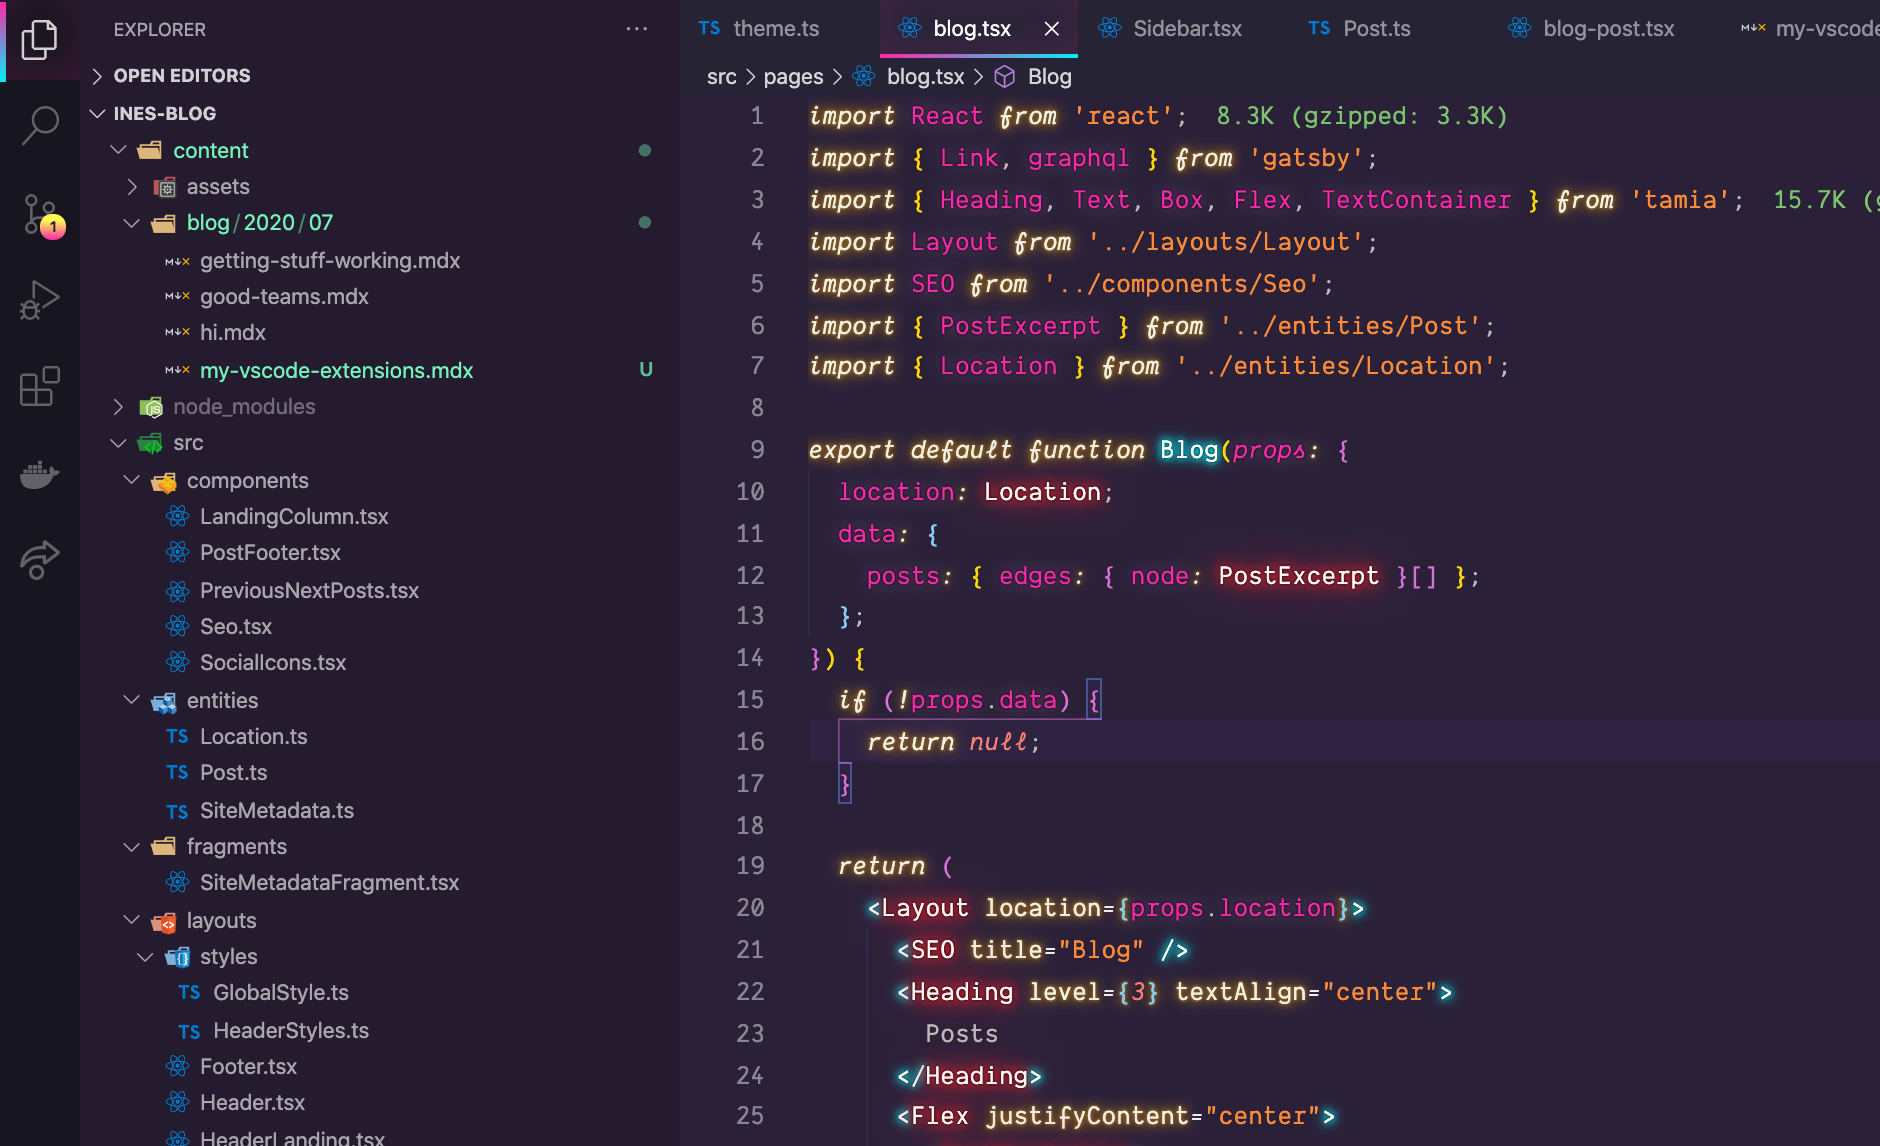 EXPLORER
OPEN EDITORS
INES-BLOG
content
assets
blog/2020/07
M↓× getting-stuff-working.mdx
M↓× good-teams.mdx
M↓× hi.mdx
M↓× my-vscode-extensions.mdx U
node_modules
src
components
LandingColumn.tsx
PostFooter.tsx
PreviousNextPosts.tsx
Seo.tsx
SocialIcons.tsx
entities
TS Location.ts
TS Post.ts
TS SiteMetadata.ts
fragments
SiteMetadataFragment.tsx
layouts
styles
TS GlobalStyle.ts
TS HeaderStyles.ts
Footer.tsx
Header.tsx
HeaderLanding.tsx
1
TS theme.ts blog.tsx Sidebar.tsx TS Post.ts blog-post.tsx M↓× my-vscode
src > pages > blog.tsx > Blog
1 import React from 'react'; 8.3K (gzipped: 3.3K)
2 import { Link, graphql } from 'gatsby';
3 import { Heading, Text, Box, Flex, TextContainer } from 'tamia'; 15.7K (g
4 import Layout from '../layouts/Layout';
5 import SEO from '../components/Seo';
6 import { PostExcerpt } from '../entities/Post';
7 import { Location } from '../entities/Location';
8
9 export default function Blog(props: {
10 location: Location;
11 data: {
12 posts: { edges: { node: PostExcerpt }[] };
13 };
14 }) {
15 if (!props.data) {
16 return null;
17 }
18
19 return (
20 <Layout location={props.location}>
21 <SEO title="Blog" />
22 <Heading level={3} textAlign="center">
23 Posts
24 </Heading>
25 <Flex justifyContent="center">